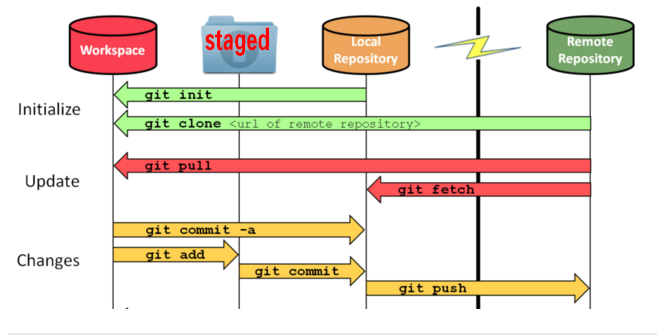 Workspace
staged
Local
Repository
Remote
Repository
Initialize
git init
git clone <url of remote repository>
Update
git pull
git fetch
Changes
git commit -a
git add
git commit
git push